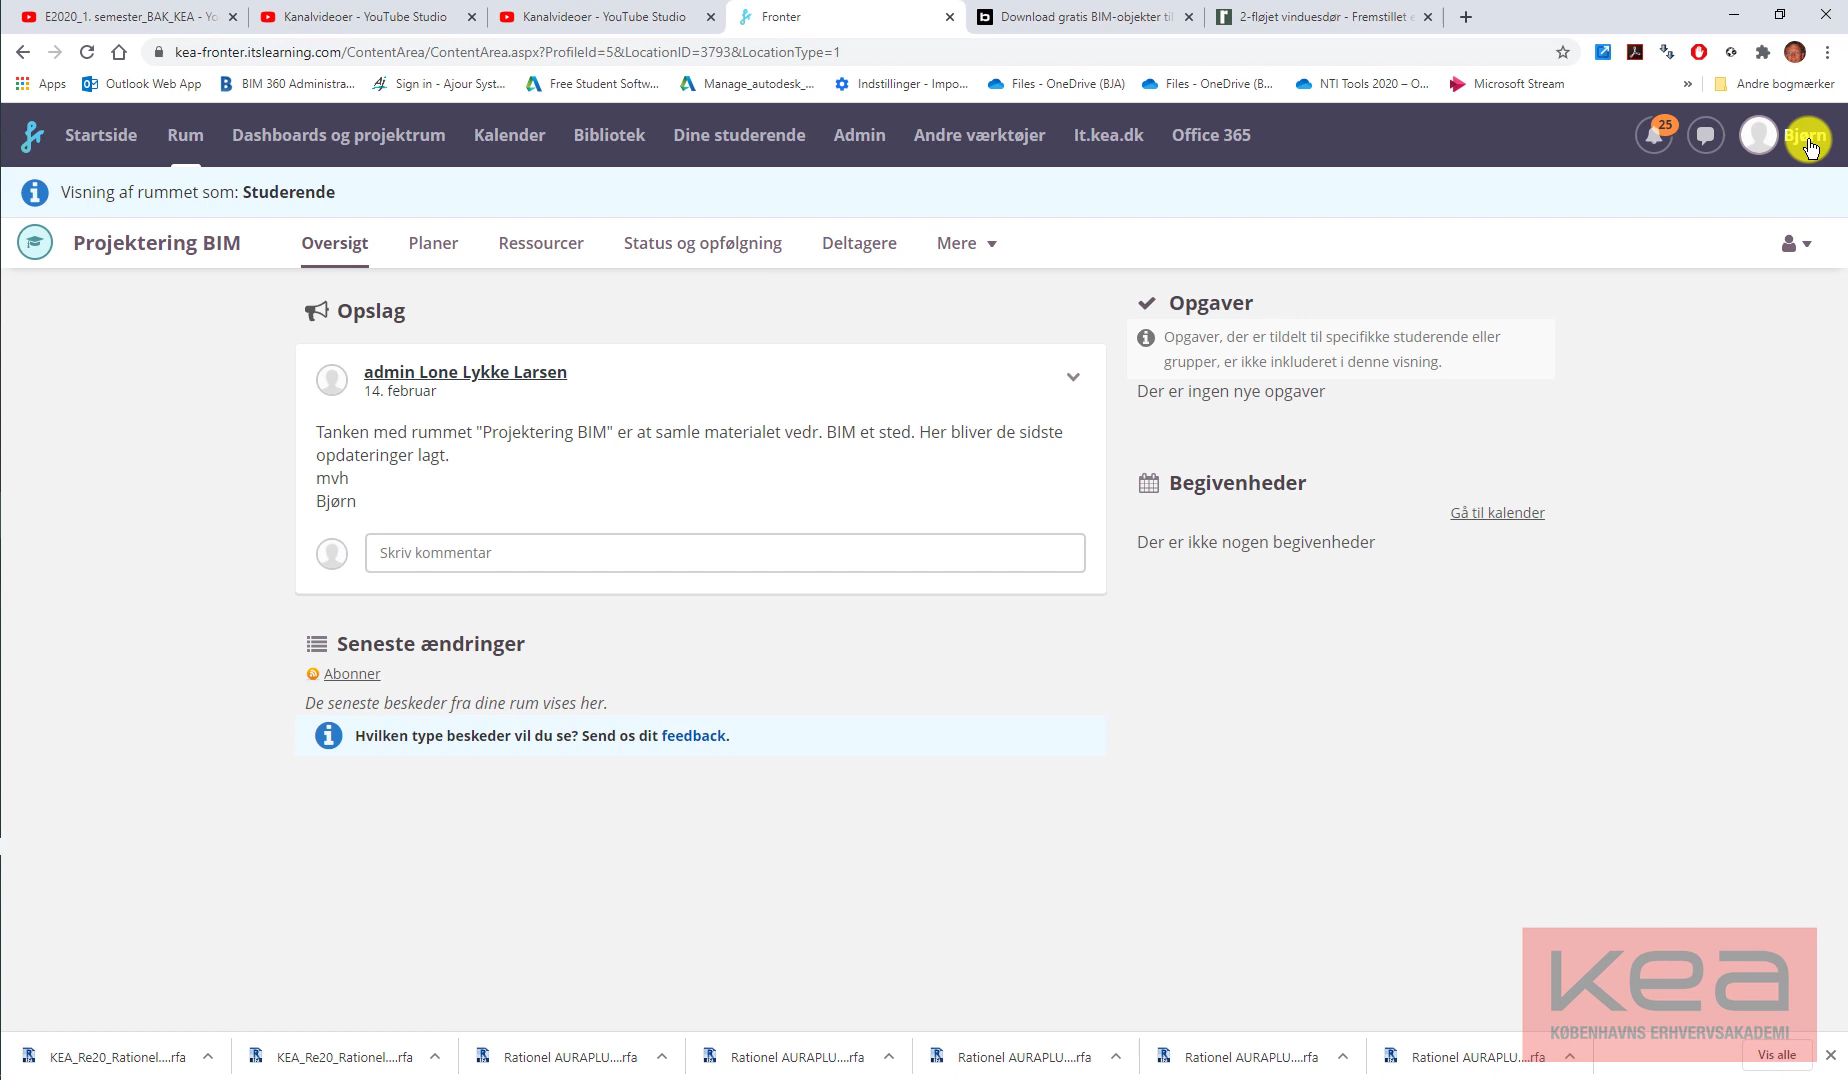 E2020_1. semester_BAK_KEA - Yo
Kanalvideoer - YouTube Studio
Kanalvideoer - YouTube Studio
Fronter
Download gratis BIM-objekter til
2-fløjet vinduesdør - Fremstillet e
kea-fronter.itslearning.com/ContentArea/ContentArea.aspx?ProfileId=5&LocationID=3793&LocationType=1
Apps
Outlook Web App
BIM 360 Administra...
Sign in - Ajour Syst...
Free Student Softw...
Manage_autodesk_...
Indstillinger - Impo...
Files - OneDrive (BJA)
Files - OneDrive (B...
NTI Tools 2020 – O...
Microsoft Stream
»
Andre bogmærker
Startside
Rum
Dashboards og projektrum
Kalender
Bibliotek
Dine studerende
Admin
Andre værktøjer
It.kea.dk
Office 365
25
Bjørn
Visning af rummet som: Studerende
Projektering BIM
Oversigt
Planer
Ressourcer
Status og opfølgning
Deltagere
Mere
Opslag
admin Lone Lykke Larsen
14. februar
Tanken med rummet "Projektering BIM" er at samle materialet vedr. BIM et sted. Her bliver de sidste
opdateringer lagt.
mvh
Bjørn
Skriv kommentar
Seneste ændringer
Abonner
De seneste beskeder fra dine rum vises her.
Hvilken type beskeder vil du se? Send os dit feedback.
Opgaver
Opgaver, der er tildelt til specifikke studerende eller
grupper, er ikke inkluderet i denne visning.
Der er ingen nye opgaver
Begivenheder
Gå til kalender
Der er ikke nogen begivenheder
kea
KØBENHAVNS ERHVERVSAKADEMI
KEA_Re20_Rationel....rfa
KEA_Re20_Rationel....rfa
Rationel AURAPLU....rfa
Rationel AURAPLU....rfa
Rationel AURAPLU....rfa
Rationel AURAPLU....rfa
Rationel AURAPLU....rfa
Vis alle